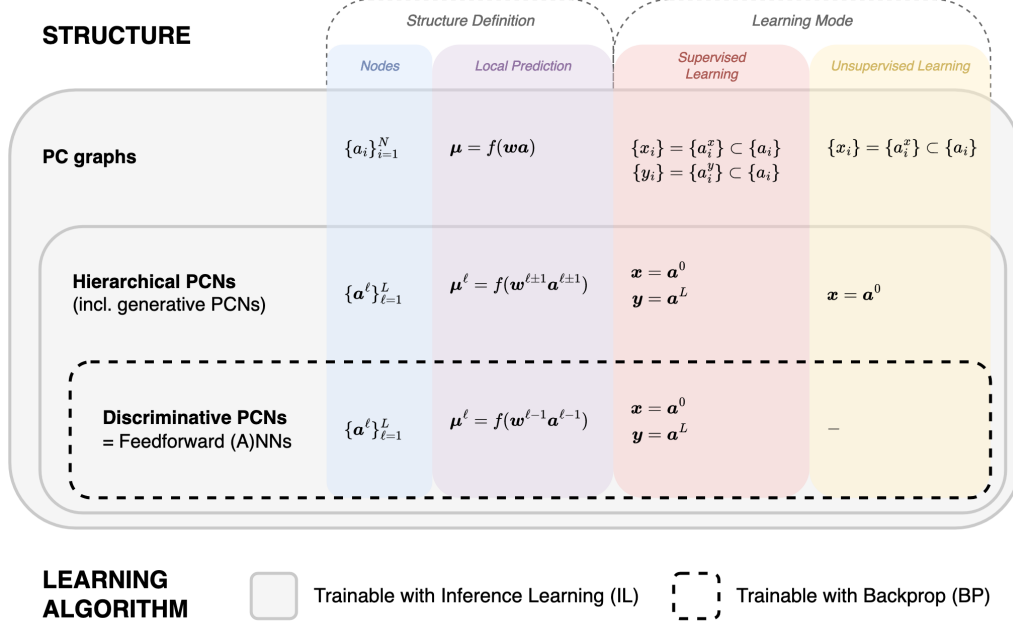 STRUCTURE
Structure Definition
Learning Mode
Nodes
Local Prediction
Supervised
Learning
Unsupervised Learning
PC graphs
{a_i}_{i=1}^N
μ = f(wa)
{x_i} = {a_i^x} ⊂ {a_i}
{y_i} = {a_i^y} ⊂ {a_i}
{x_i} = {a_i^x} ⊂ {a_i}
Hierarchical PCNs
(incl. generative PCNs)
{a^ℓ}_{ℓ=1}^L
μ^ℓ = f(w^{ℓ±1}a^{ℓ±1})
x = a^0
y = a^L
x = a^0
Discriminative PCNs
= Feedforward (A)NNs
{a^ℓ}_{ℓ=1}^L
μ^ℓ = f(w^{ℓ−1}a^{ℓ−1})
x = a^0
y = a^L
–
LEARNING
ALGORITHM
Trainable with Inference Learning (IL)
Trainable with Backprop (BP)